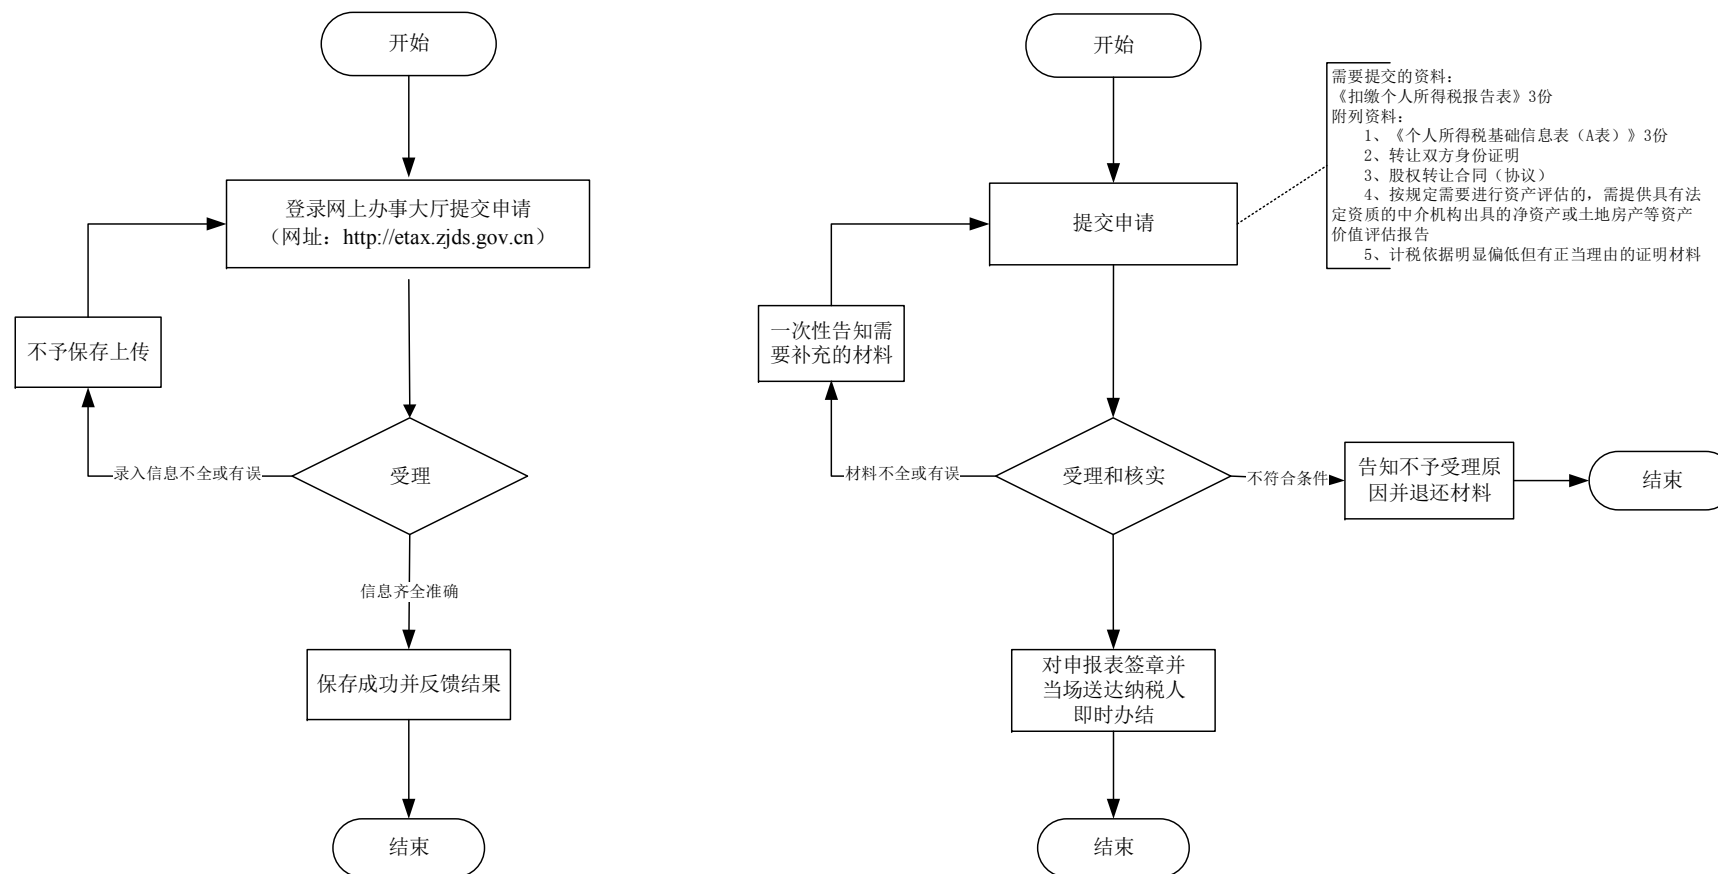 开始
登录网上办事大厅提交申请
（网址：http://etax.zjds.gov.cn）
不予保存上传
录入信息不全或有误
受理
信息齐全准确
保存成功并反馈结果
结束
开始
需要提交的资料：
《扣缴个人所得税报告表》3份
附列资料：
1、《个人所得税基础信息表（A表）》3份
2、转让双方身份证明
3、股权转让合同（协议）
4、按规定需要进行资产评估的，需提供具有法
定资质的中介机构出具的净资产或土地房产等资产
价值评估报告
5、计税依据明显偏低但有正当理由的证明材料
提交申请
一次性告知需
要补充的材料
材料不全或有误
受理和核实
不符合条件
告知不予受理原
因并退还材料
结束
对申报表签章并
当场送达纳税人
即时办结
结束